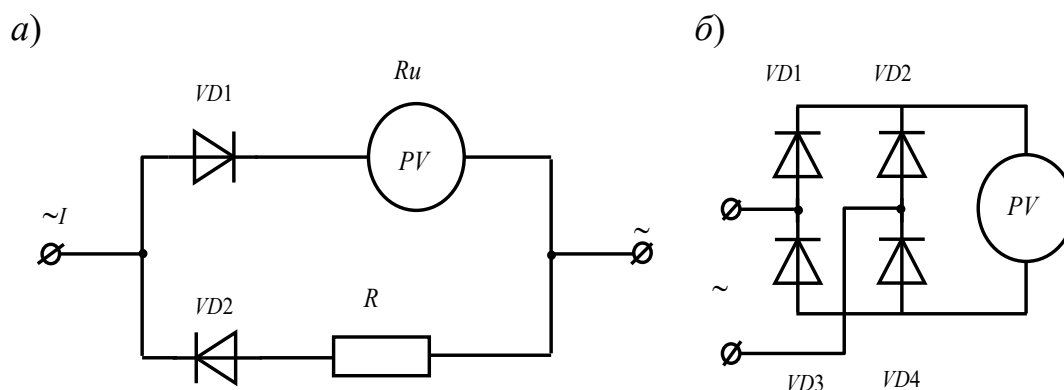 а)
б)
Ru
VD1
PV
~I
~
VD2
R
VD1
VD2
PV
~
VD3
VD4